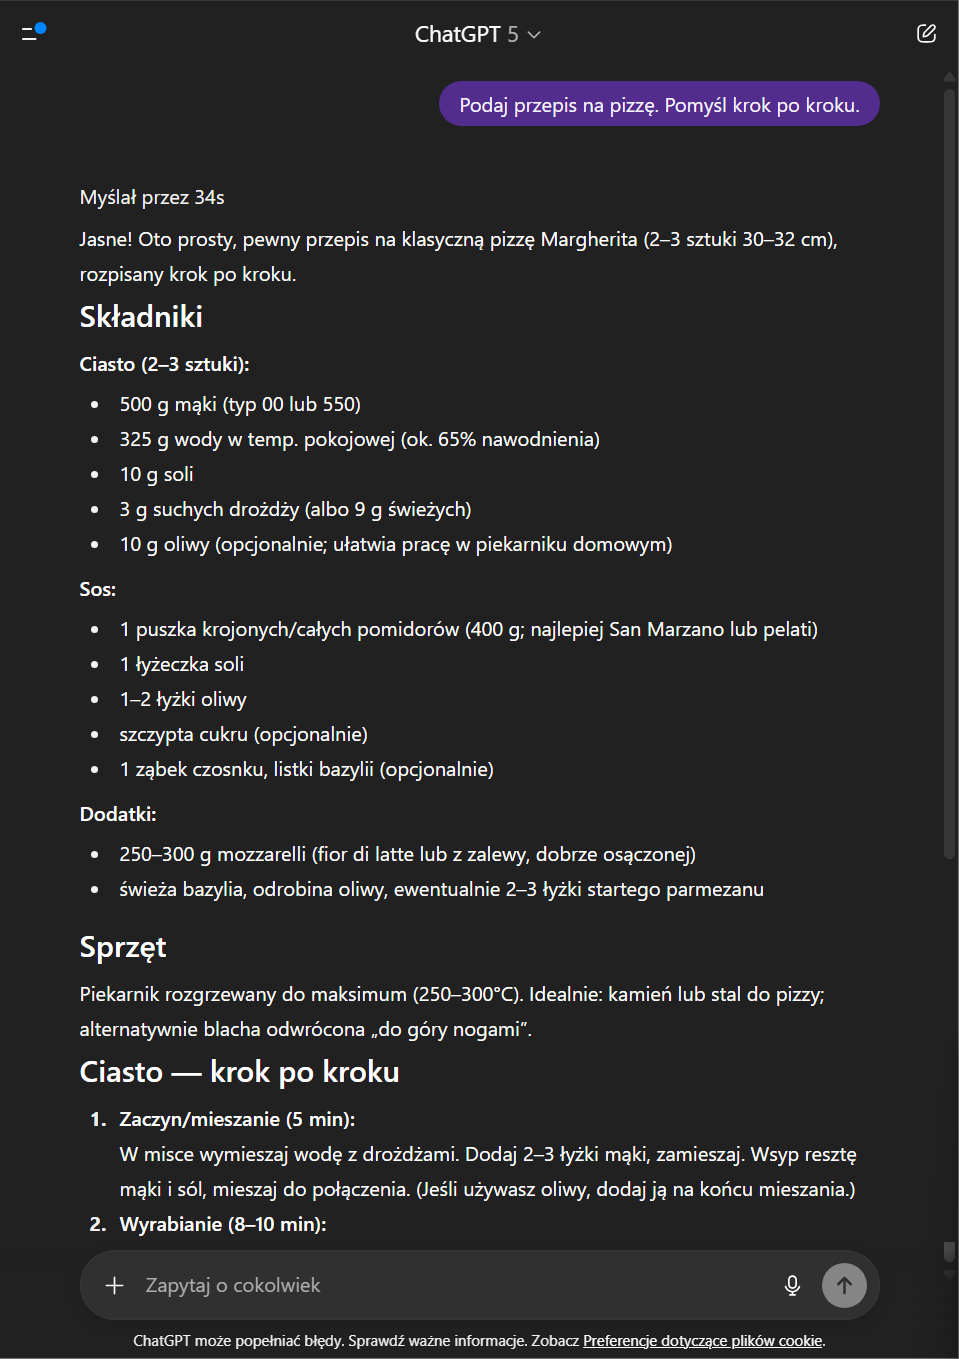 ChatGPT 5
Podaj przepis na pizzę. Pomyśl krok po kroku.
Myślał przez 34s
Jasne! Oto prosty, pewny przepis na klasyczną pizzę Margherita (2–3 sztuki 30–32 cm),
rozpisany krok po kroku.
Składniki
Ciasto (2–3 sztuki):
• 500 g mąki (typ 00 lub 550)
• 325 g wody w temp. pokojowej (ok. 65% nawodnienia)
• 10 g soli
• 3 g suchych drożdży (albo 9 g świeżych)
• 10 g oliwy (opcjonalnie; ułatwia pracę w piekarniku domowym)
Sos:
• 1 puszka krojonych/całych pomidorów (400 g; najlepiej San Marzano lub pelati)
• 1 łyżeczka soli
• 1–2 łyżki oliwy
• szczypta cukru (opcjonalnie)
• 1 ząbek czosnku, listki bazylii (opcjonalnie)
Dodatki:
• 250–300 g mozzarelli (fior di latte lub z zalewy, dobrze osączonej)
• świeża bazylia, odrobina oliwy, ewentualnie 2–3 łyżki startego parmezanu
Sprzęt
Piekarnik rozgrzewany do maksimum (250–300°C). Idealnie: kamień lub stal do pizzy;
alternatywnie blacha odwrócona „do góry nogami”.
Ciasto — krok po kroku
1. Zaczyn/mieszanie (5 min):
W misce wymieszaj wodę z drożdżami. Dodaj 2–3 łyżki mąki, zamieszaj. Wsyp resztę
mąki i sól, mieszaj do połączenia. (Jeśli używasz oliwy, dodaj ją na końcu mieszania.)
2. Wyrabianie (8–10 min):
Zapytaj o cokolwiek
ChatGPT może popełniać błędy. Sprawdź ważne informacje. Zobacz Preferencje dotyczące plików cookie.